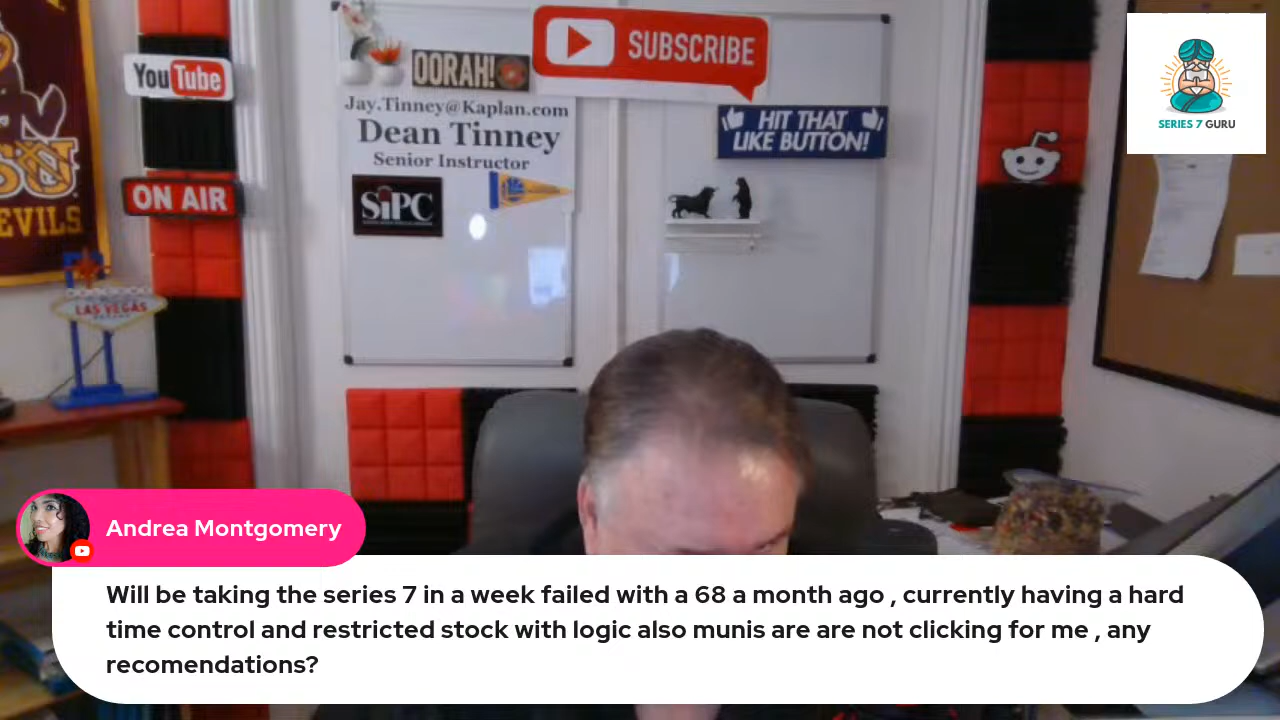 YouTube
ON AIR
EVILS
LAS VEGAS
OORAH!
SUBSCRIBE
Jay.Tinney@Kaplan.com
Dean Tinney
Senior Instructor
SiPC
HIT THAT
LIKE BUTTON!
SERIES 7 GURU
Andrea Montgomery
Will be taking the series 7 in a week failed with a 68 a month ago , currently having a hard
time control and restricted stock with logic also munis are are not clicking for me , any
recomendations?